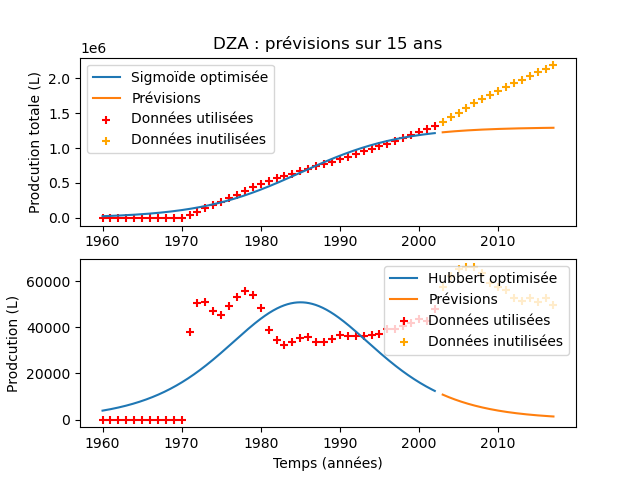 DZA : prévisions sur 15 ans
1e6
Prodcution totale (L)
2.0
1.5
1.0
0.5
0.0
Sigmoïde optimisée
Prévisions
Données utilisées
Données inutilisées
1960 1970 1980 1990 2000 2010
Prodcution (L)
60000
40000
20000
0
Hubbert optimisée
Prévisions
Données utilisées
Données inutilisées
1960 1970 1980 1990 2000 2010
Temps (années)